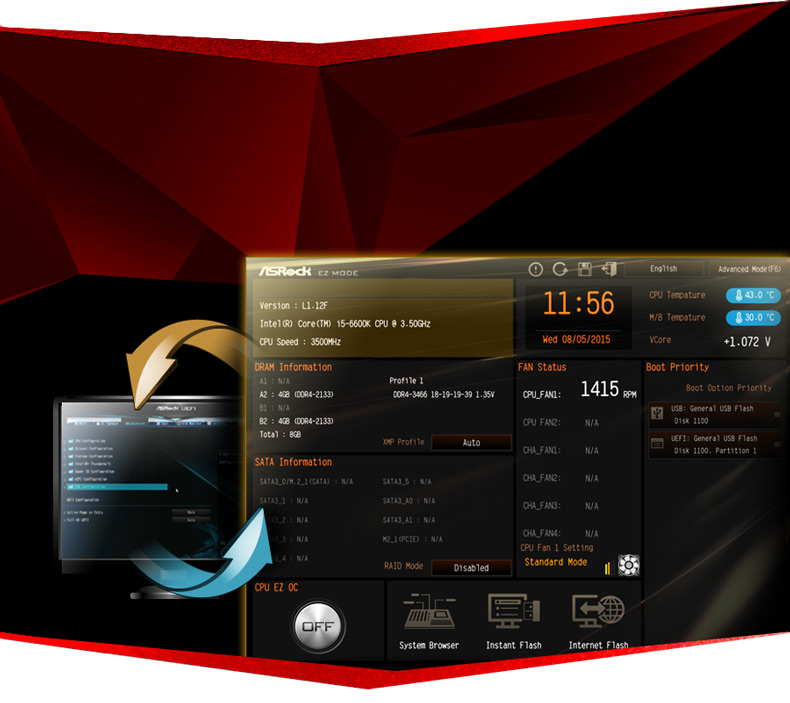 ASRock EZ MODE
English
Advanced Mode(F6)
Version : L1.12F
Intel(R) Core(TM) i5-6600K CPU @ 3.50GHz
CPU Speed : 3500MHz
11:56
Wed 08/05/2015
CPU Tempature
43.0 °C
M/B Tempature
30.0 °C
VCore
+1.072 V
DRAM Information
A1 : N/A
A2 : 4GB (DDR4-2133)
B1 : N/A
B2 : 4GB (DDR4-2133)
Total : 8GB
Profile 1
DDR4-3466 18-19-19-39 1.35V
XMP Profile
Auto
SATA Information
SATA3_0/M.2_1(SATA) : N/A
SATA3_1 : N/A
_2 : N/A
_3 : N/A
_4 : N/A
SATA3_5 : N/A
SATA3_A0 : N/A
SATA3_A1 : N/A
M2_1(PCIE) : N/A
RAID Mode
Disabled
FAN Status
CPU_FAN1:
1415 RPM
CPU FAN2:
N/A
CHA_FAN1:
N/A
CHA_FAN2:
N/A
CHA_FAN3:
N/A
CHA_FAN4:
N/A
CPU Fan 1 Setting
Standard Mode
Boot Priority
Boot Option Priority
USB: General USB Flash
Disk 1100
UEFI: General USB Flash
Disk 1100. Partition 1
CPU EZ OC
OFF
System Browser
Instant Flash
Internet Flash
ASRock UEFI